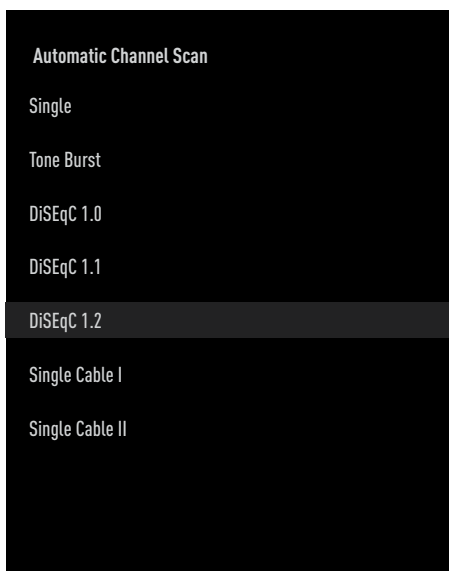 Automatic Channel Scan
Single
Tone Burst
DiSEqC 1.0
DiSEqC 1.1
DiSEqC 1.2
Single Cable I
Single Cable II